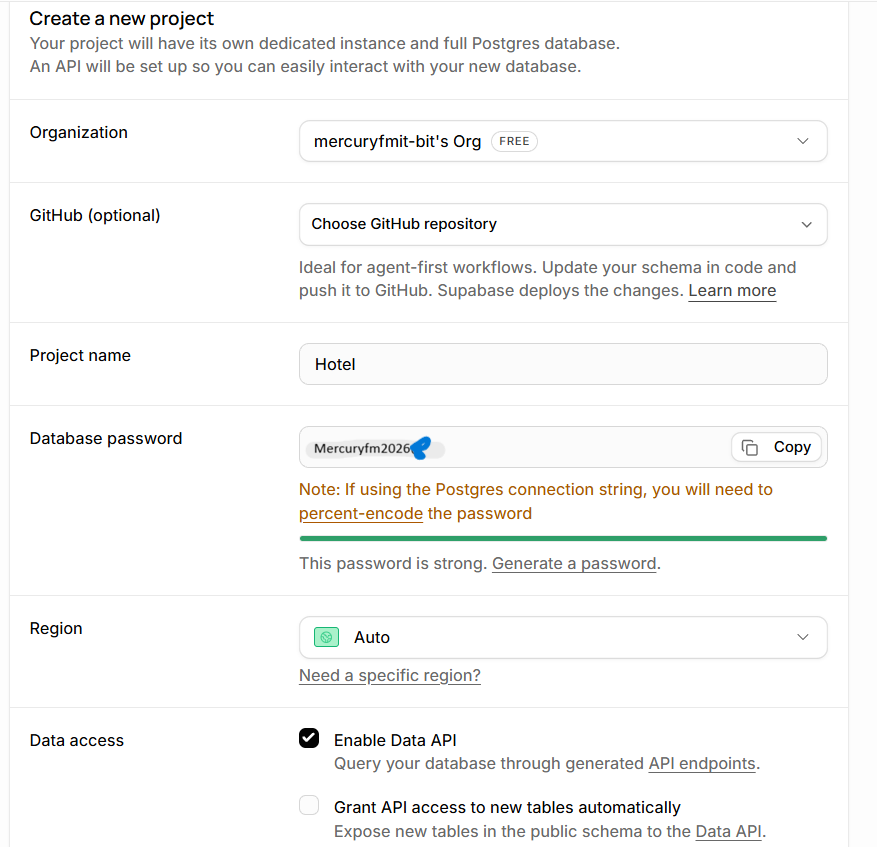 Create a new project
Your project will have its own dedicated instance and full Postgres database.
An API will be set up so you can easily interact with your new database.
Organization
mercuryfmit-bit's Org FREE
GitHub (optional)
Choose GitHub repository
Ideal for agent-first workflows. Update your schema in code and
push it to GitHub. Supabase deploys the changes. Learn more
Project name
Hotel
Database password
Mercuryfm2026
Copy
Note: If using the Postgres connection string, you will need to
percent-encode the password
This password is strong. Generate a password.
Region
Auto
Need a specific region?
Data access
Enable Data API
Query your database through generated API endpoints.
Grant API access to new tables automatically
Expose new tables in the public schema to the Data API.